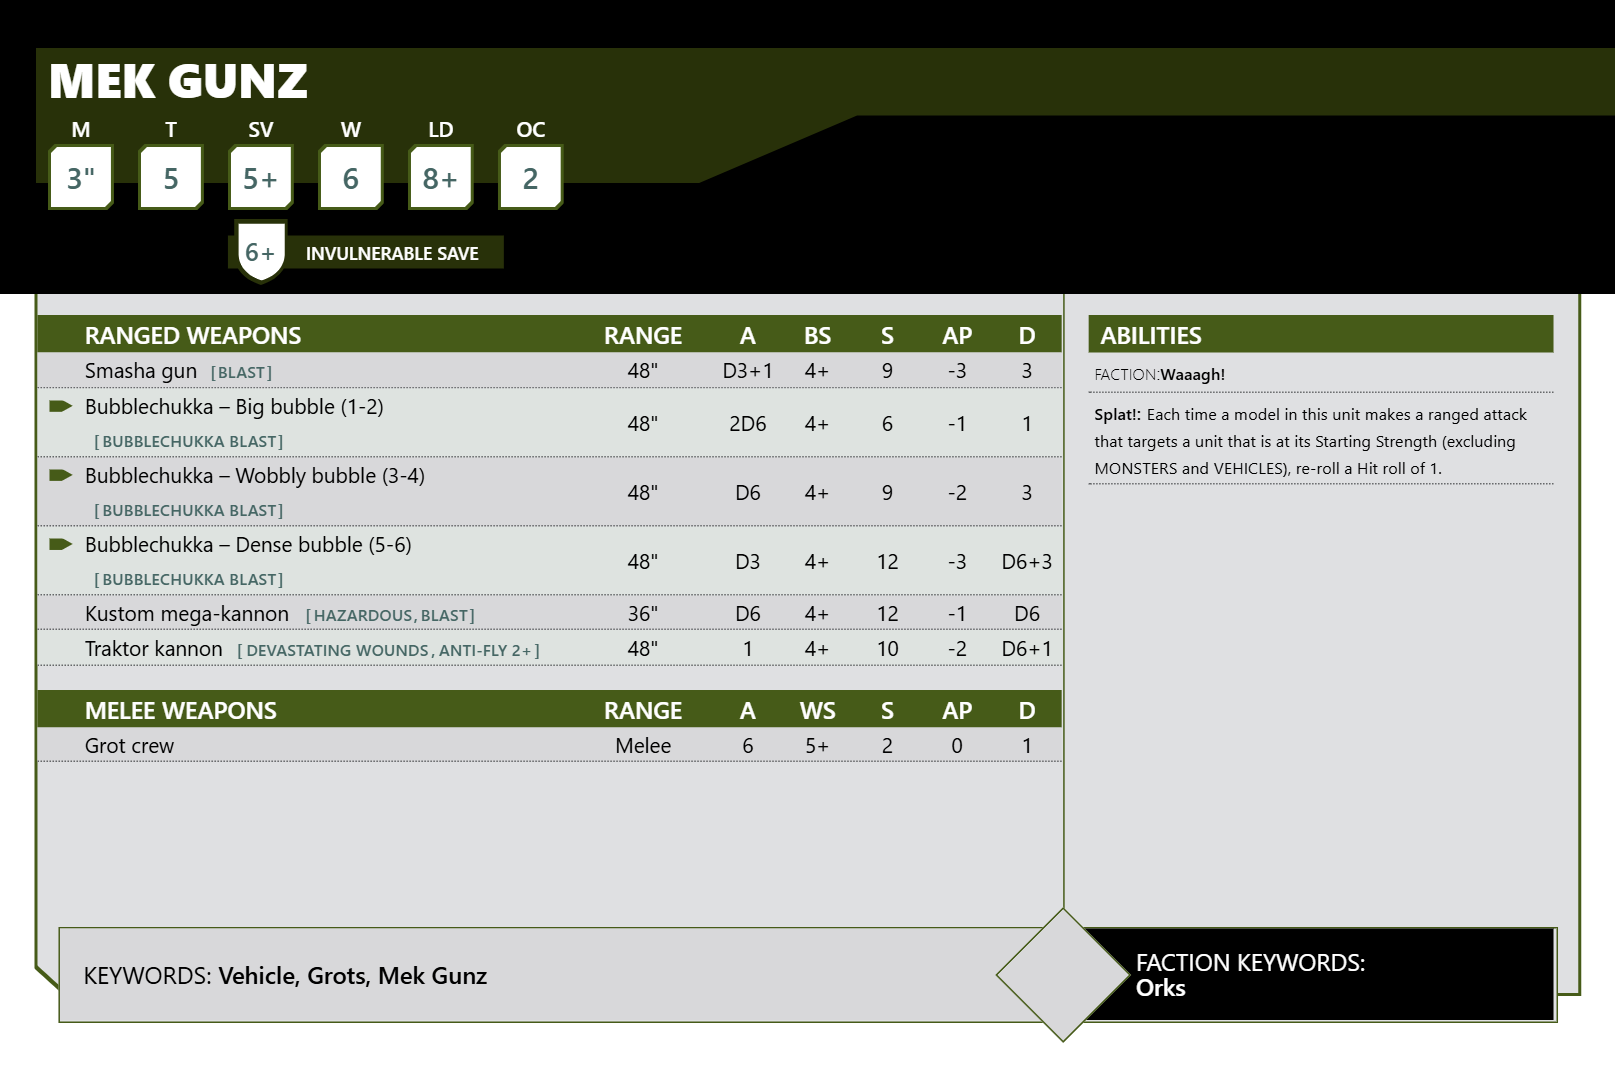 MEK GUNZ
M T SV W LD OC
3" 5 5+ 6 8+ 2
6+ INVULNERABLE SAVE
RANGED WEAPONS RANGE A BS S AP D
Smasha gun [BLAST] 48" D3+1 4+ 9 -3 3
Bubblechukka – Big bubble (1-2) 48" 2D6 4+ 6 -1 1
[BUBBLECHUKKA BLAST]
Bubblechukka – Wobbly bubble (3-4) 48" D6 4+ 9 -2 3
[BUBBLECHUKKA BLAST]
Bubblechukka – Dense bubble (5-6) 48" D3 4+ 12 -3 D6+3
[BUBBLECHUKKA BLAST]
Kustom mega-kannon [HAZARDOUS, BLAST] 36" D6 4+ 12 -1 D6
Traktor kannon [DEVASTATING WOUNDS, ANTI-FLY 2+] 48" 1 4+ 10 -2 D6+1
MELEE WEAPONS RANGE A WS S AP D
Grot crew Melee 6 5+ 2 0 1
ABILITIES
FACTION:Waaagh!
Splat!: Each time a model in this unit makes a ranged attack
that targets a unit that is at its Starting Strength (excluding
MONSTERS and VEHICLES), re-roll a Hit roll of 1.
KEYWORDS: Vehicle, Grots, Mek Gunz
FACTION KEYWORDS:
Orks